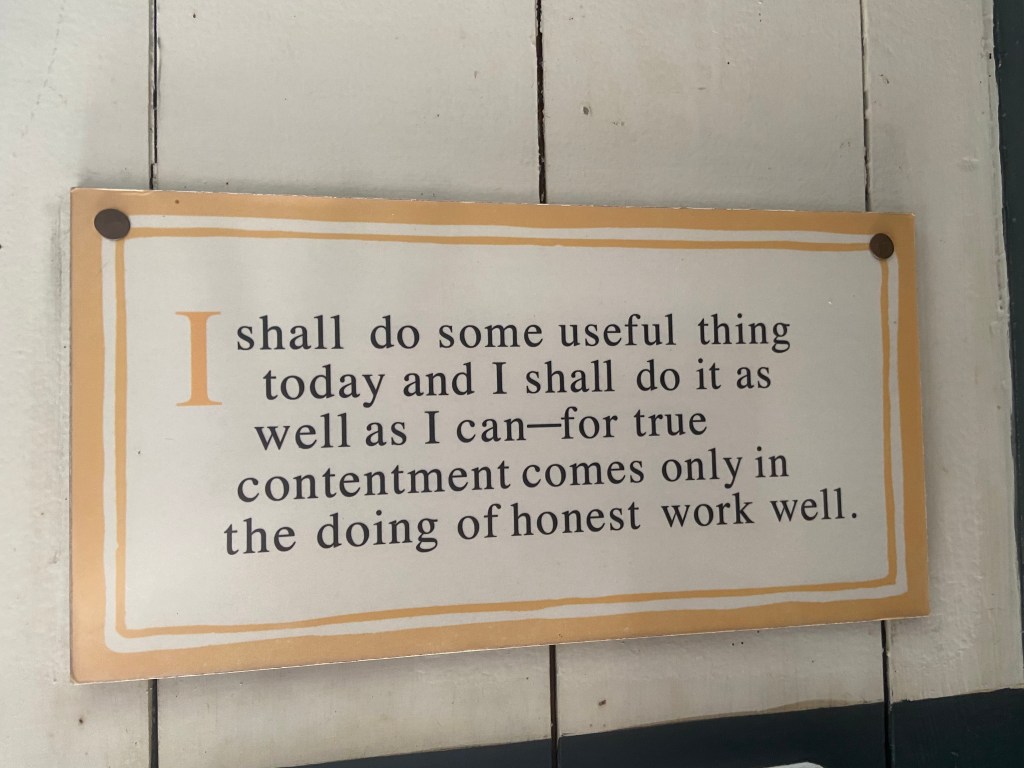 I shall do some useful thing
today and I shall do it as
well as I can—for true
contentment comes only in
the doing of honest work well.